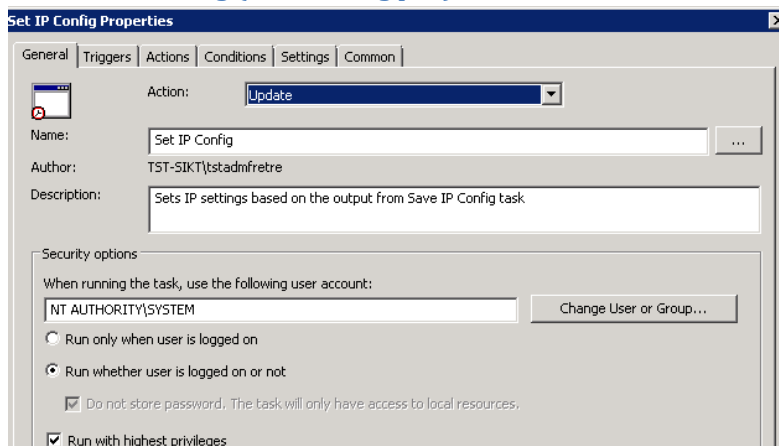 Set IP Config Properties
General Triggers Actions Conditions Settings Common
Action: Update
Name: Set IP Config ...
Author: TST-SIKT\tstadmfretre
Description: Sets IP settings based on the output from Save IP Config task
Security options
When running the task, use the following user account:
NT AUTHORITY\SYSTEM Change User or Group...
Run only when user is logged on
Run whether user is logged on or not
Do not store password. The task will only have access to local resources.
Run with highest privileges